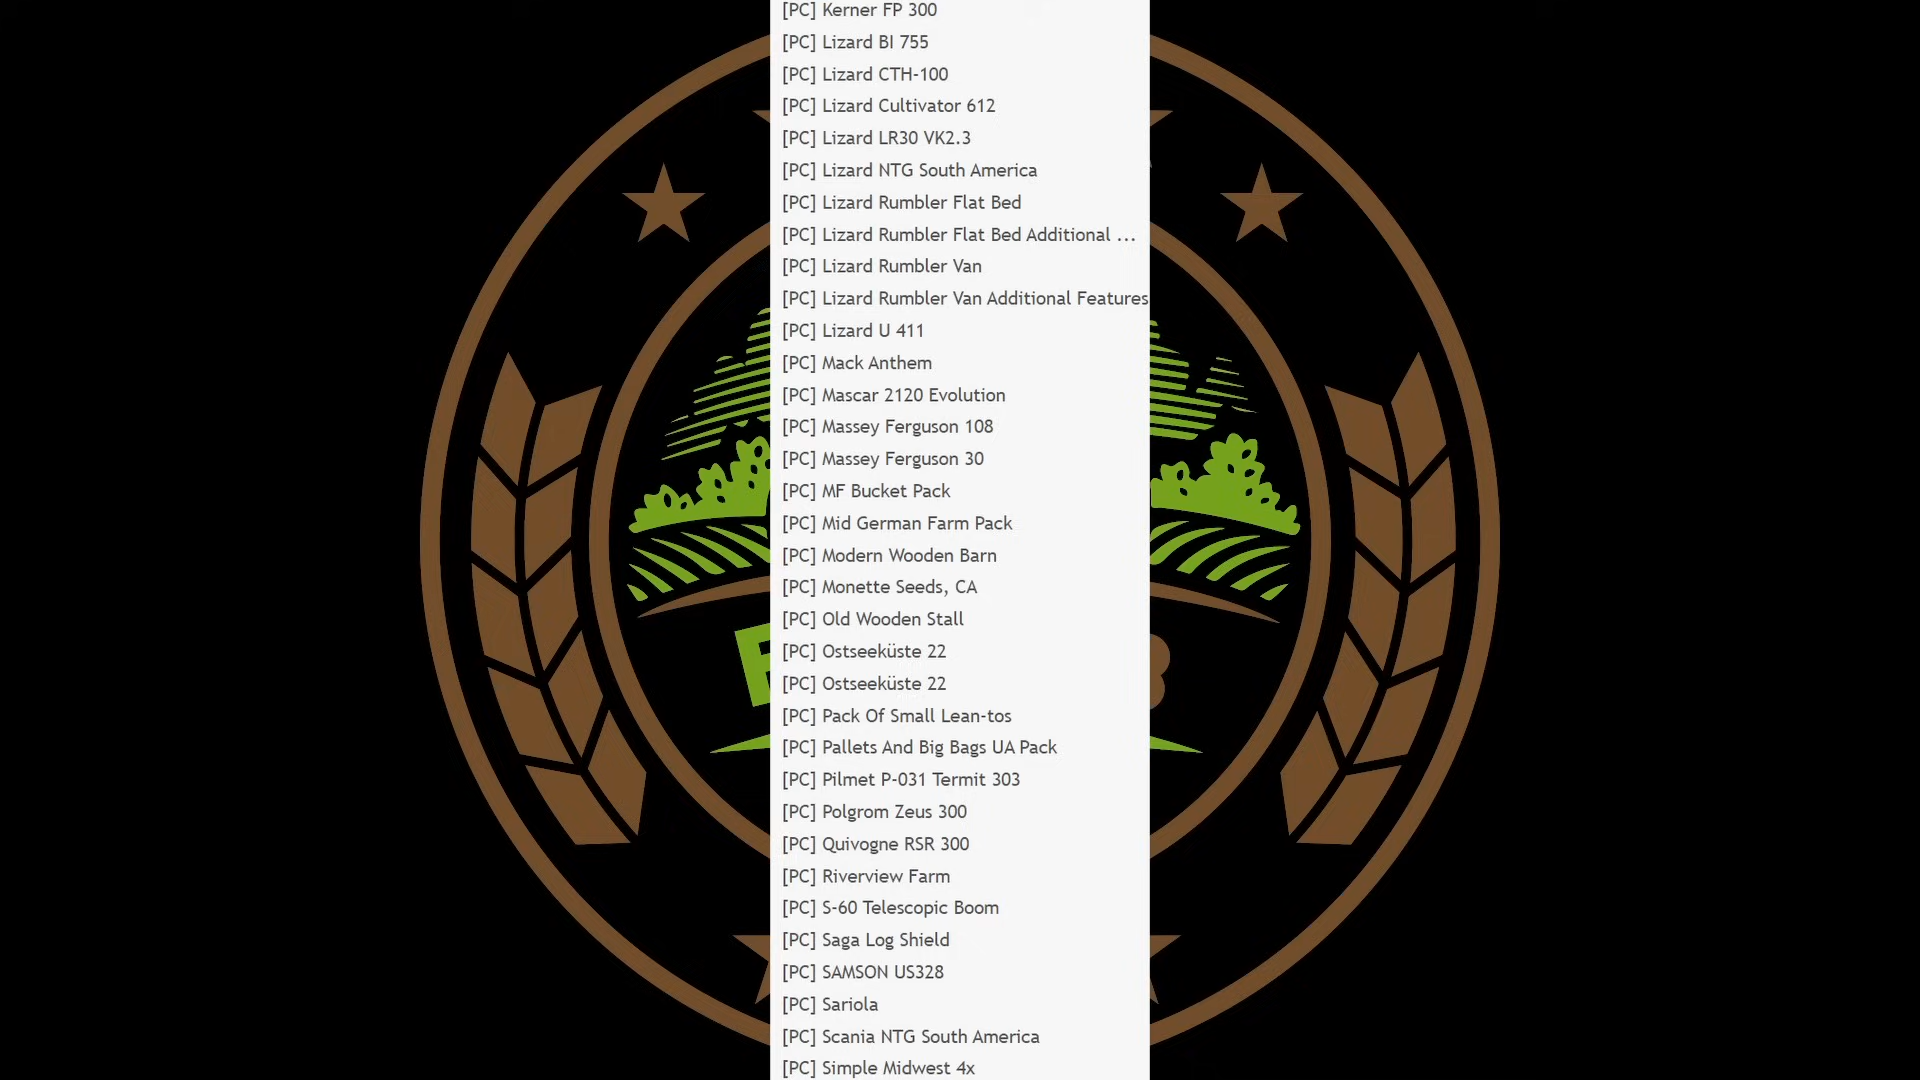 [PC] Kerner FP 300
[PC] Lizard BI 755
[PC] Lizard CTH-100
[PC] Lizard Cultivator 612
[PC] Lizard LR30 VK2.3
[PC] Lizard NTG South America
[PC] Lizard Rumbler Flat Bed
[PC] Lizard Rumbler Flat Bed Additional ...
[PC] Lizard Rumbler Van
[PC] Lizard Rumbler Van Additional Features
[PC] Lizard U 411
[PC] Mack Anthem
[PC] Mascar 2120 Evolution
[PC] Massey Ferguson 108
[PC] Massey Ferguson 30
[PC] MF Bucket Pack
[PC] Mid German Farm Pack
[PC] Modern Wooden Barn
[PC] Monette Seeds, CA
[PC] Old Wooden Stall
[PC] Ostseeküste 22
[PC] Ostseeküste 22
[PC] Pack Of Small Lean-tos
[PC] Pallets And Big Bags UA Pack
[PC] Pilmet P-031 Termit 303
[PC] Polgrom Zeus 300
[PC] Quivogne RSR 300
[PC] Riverview Farm
[PC] S-60 Telescopic Boom
[PC] Saga Log Shield
[PC] SAMSON US328
[PC] Sariola
[PC] Scania NTG South America
[PC] Simple Midwest 4x